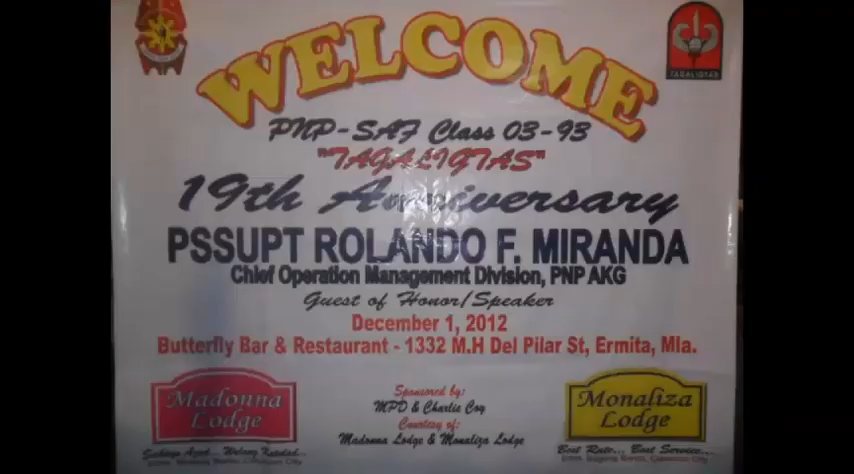 WELCOME
PNP-SAF Class 03-93
"TAGALIGTAS"
19th Anniversary
PSSUPT ROLANDO F. MIRANDA
Chief Operation Management Division, PNP AKG
Guest of Honor/Speaker
December 1, 2012
Butterfly Bar & Restaurant - 1332 M.H Del Pilar St, Ermita, Mla.
TAGALIGTAS
Madonna
Lodge
Sponsored by:
MPD & Charlie Coy
Courtesy of:
Madonna Lodge & Monaliza Lodge
Monaliza
Lodge
Best Rate... Best Service...